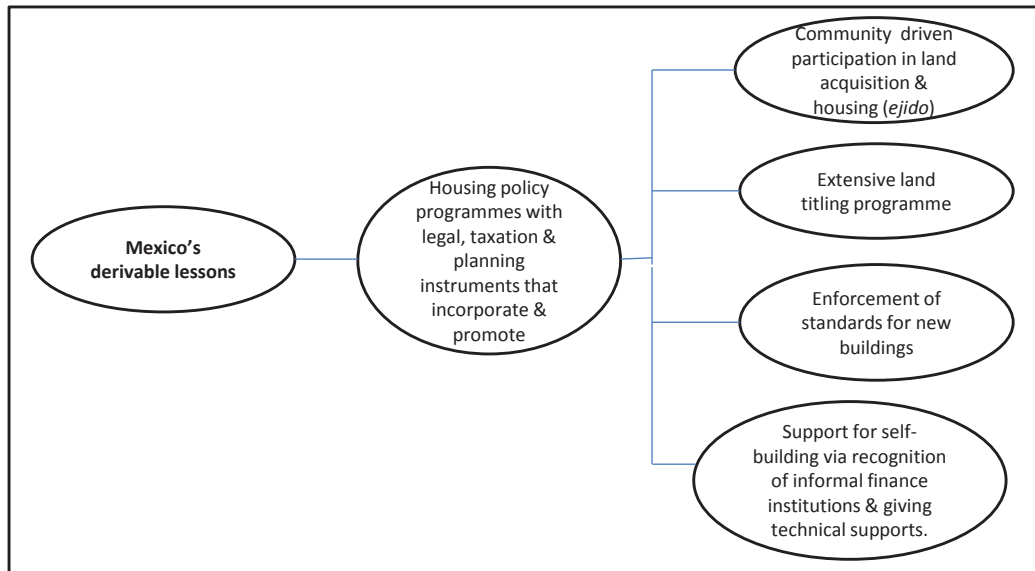 Mexico’s
derivable lessons
Housing policy
programmes with
legal, taxation &
planning
instruments that
incorporate &
promote
Community  driven
participation in land
acquisition &
housing (ejido)
Extensive land
titling programme
Enforcement of
standards for new
buildings
Support for self-
building via recognition
of informal finance
institutions & giving
technical supports.